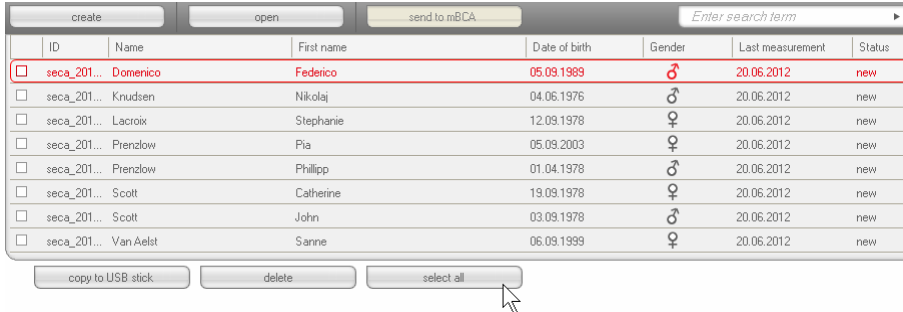 create open send to mBCA Enter search term
ID Name First name Date of birth Gender Last measurement Status
seca_201... Domenico Federico 05.09.1989 ♂ 20.06.2012 new
seca_201... Knudsen Nikolaj 04.06.1976 ♂ 20.06.2012 new
seca_201... Lacroix Stephanie 12.09.1978 ♀ 20.06.2012 new
seca_201... Prenzlow Pia 05.09.2003 ♀ 20.06.2012 new
seca_201... Prenzlow Phillipp 01.04.1978 ♂ 20.06.2012 new
seca_201... Scott Catherine 19.09.1978 ♀ 20.06.2012 new
seca_201... Scott John 03.09.1978 ♂ 20.06.2012 new
seca_201... Van Aelst Sanne 06.09.1999 ♀ 20.06.2012 new
copy to USB stick delete select all